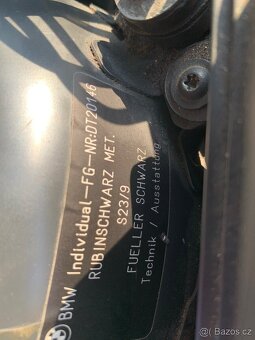 BMW Individual-FG-NR:DT20146
RUBINSCHWARZ MET.
S23/9
FUELLER SCHWARZ
Technik / Ausstattung
© Bazos.cz